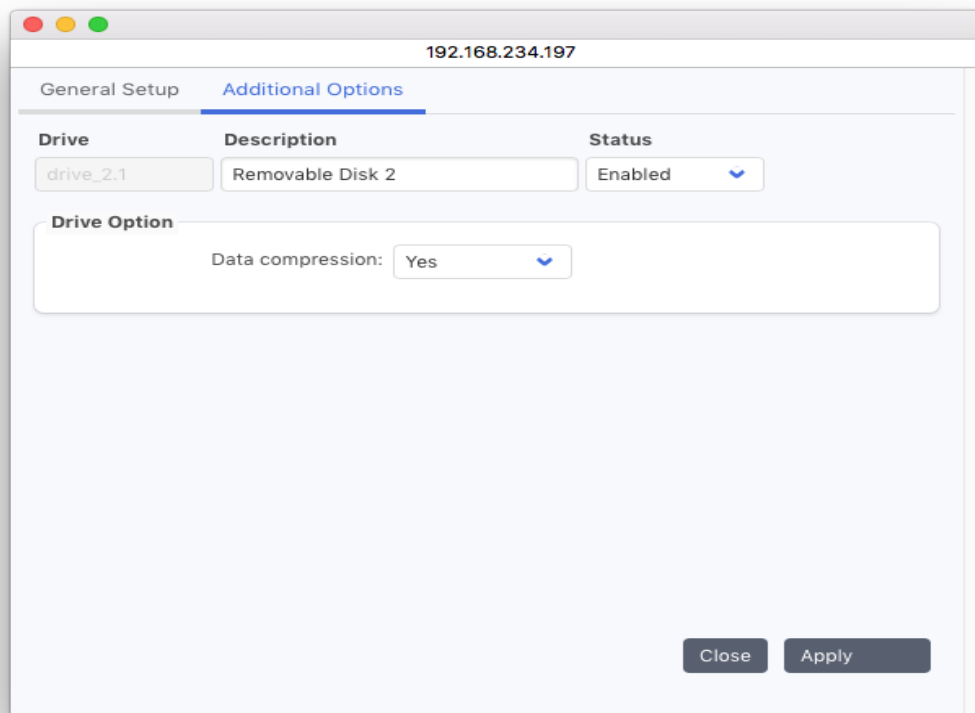 192.168.234.197
General Setup Additional Options
Drive Description Status
drive_2.1 Removable Disk 2 Enabled
Drive Option
Data compression: Yes
Close Apply